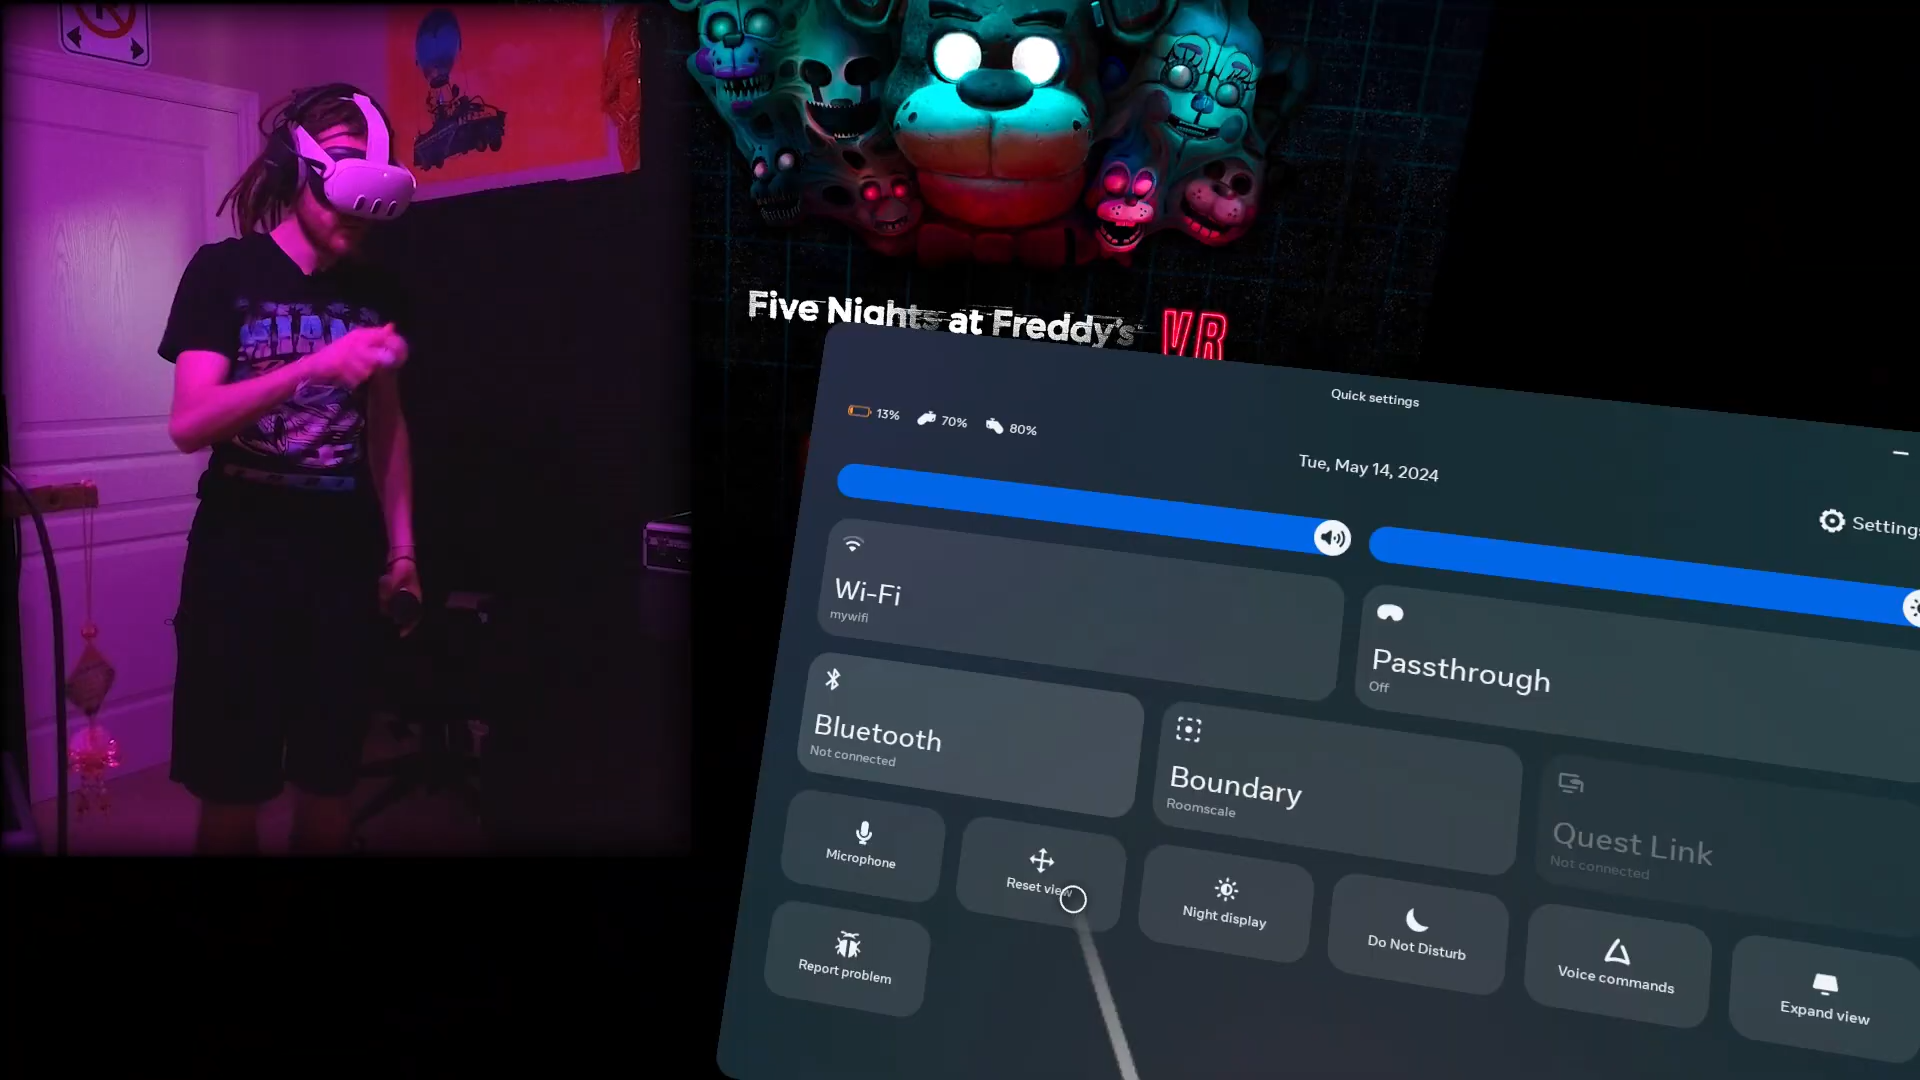 Five Nights at Freddy's VR
Quick settings
13% 70% 80%
Tue, May 14, 2024
Settings
Wi-Fi
mywifi
Passthrough
Off
Bluetooth
Not connected
Boundary
Roomscale
Quest Link
Not connected
Microphone
Reset view
Night display
Do Not Disturb
Voice commands
Expand view
Report problem